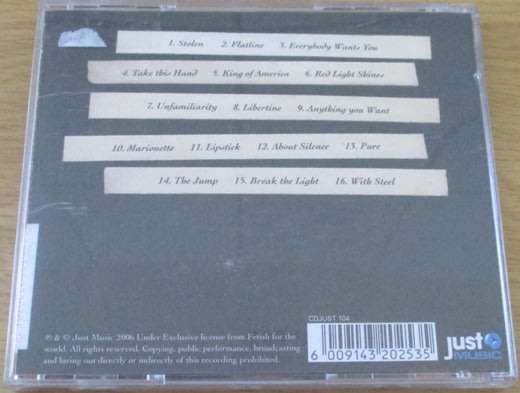 1. Stolen 2. Flatline 3. Everybody Wants You
4. Take this Hand 5. King of America 6. Red Light Shines
7. Unfamiliarity 8. Libertine 9. Anything you Want
10. Marionette 11. Lipstick 12. About Silence 13. Pure
14. The Jump 15. Break the Light 16. With Steel
CDJUST 104
℗ & © Just Music 2006 Under Exclusive license from Fetish for the
world. All rights reserved. Copying, public performance, broadcasting
and hiring out directly or indirectly of this recording prohibited.
6 009143 202535
just
MUSIC